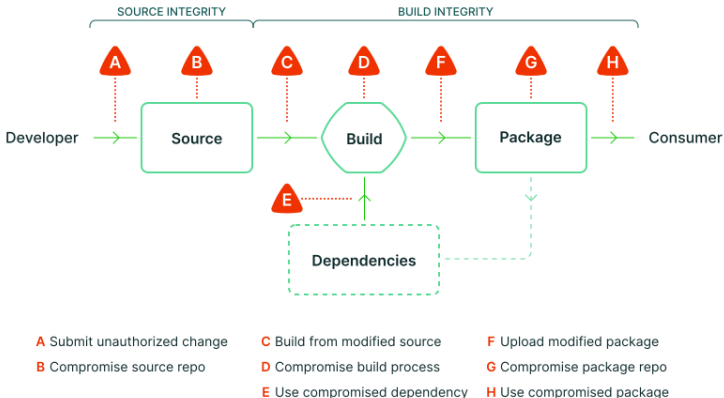 SOURCE INTEGRITY
BUILD INTEGRITY
A
B
C
D
F
G
H
Developer
Source
Build
Package
Consumer
E
Dependencies
A Submit unauthorized change
B Compromise source repo
C Build from modified source
D Compromise build process
E Use compromised dependency
F Upload modified package
G Compromise package repo
H Use compromised package